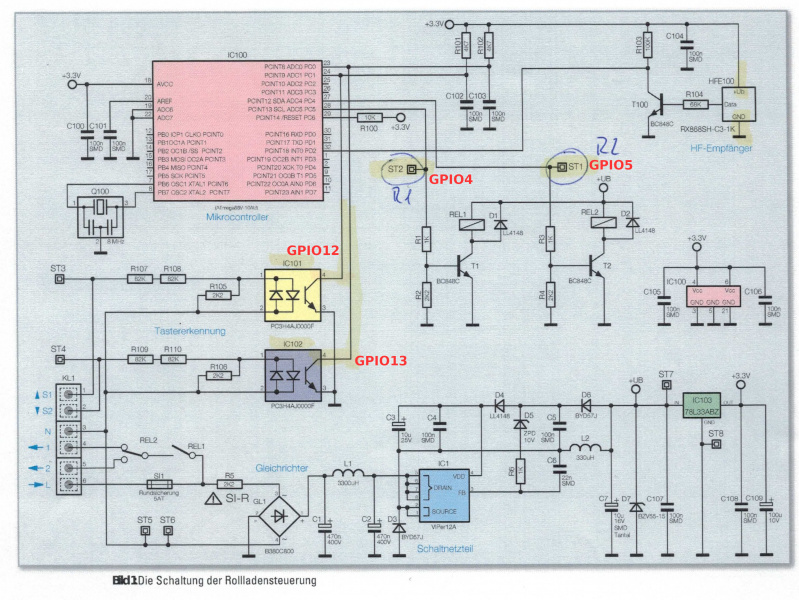 +3.3V
IC100
PCINT8 ADC0 PC0
PCINT9 ADC1 PC1
PCINT10 ADC2 PC2
PCINT11 ADC3 PC3
PCINT12 SDA ADC4 PC4
PCINT13 SCL ADC5 PC5
PCINT14 /RESET PC6
PCINT16 RXD PD0
PCINT17 TXD PD1
PCINT18 INT0 PD2
PCINT19 OC2B INT1 PD3
PCINT20 XCK T0 PD4
PCINT21 OC0B T1 PD5
PCINT22 OC0A AIN0 PD6
PCINT23 AIN1 PD7
AVCC
AREF
ADC6
ADC7
PB0 ICP1 CLKO PCINT0
PB1 OC1A PCINT1
PB2 OC1B /SS PCINT2
PB3 MOSI OC2A PCINT3
PB4 MISO PCINT4
PB5 SCK PCINT5
PB6 OSC1 XTAL1 PCINT6
PB7 OSC2 XTAL2 PCINT7
+3.3V
C100
100n SMD
C101
100n SMD
Q100
8 MHz
Mikrocontroller
10K
R100
+3.3V
R101
4K7
R102
4K7
C102
100n SMD
C103
100n SMD
+3.3V
R103
100K
C104
100n SMD
T100
BC848C
R104
68K
HFE100
+UB
Data
GND
RX868SH-C3-1K
HF-Empfänger
ST2
GPIO4
R1
R2
ST1
GPIO5
+UB
REL1
D1
LL4148
R1
1K
R2
2K2
T1
BC848C
REL2
D2
LL4148
R3
1K
R4
2K2
T2
BC848C
+3.3V
C105
100n SMD
IC100
Vcc
Vcc
GND GND GND
C106
100n SMD
GPIO12
IC101
PC3H4AJ0000F
GPIO13
IC102
PC3H4AJ0000F
ST3
R107
82K
R108
82K
R105
2K2
Tastererkennung
ST4
R109
82K
R110
82K
R106
2K2
KL1
S1
S2
N
1
2
L
REL2
REL1
SI1
Rundsicherung
5AT
R5
2K2
SI-R
Gleichrichter
GL1
B380C800
ST5
ST6
L1
3300uH
C1
470n 400V
C2
470n 400V
D3
BYD57J
IC1
VDD
DRAIN
FB
SOURCE
ViPer12A
Schaltnetzteil
C3
10u 25V
C4
100n SMD
D4
LL4148
D5
ZPD 10V
R6
1K
C5
100n SMD
C6
22n SMD
D6
BYD57J
L2
330uH
+UB
C7
10u 16V SMD Tantal
D7
BZV55-15
C107
100n SMD
ST7
IC103
78L33ABZ
GND
OUT
+3.3V
ST8
C108
100n SMD
C109
100u 10V
Die Schaltung der Rollladensteuerung